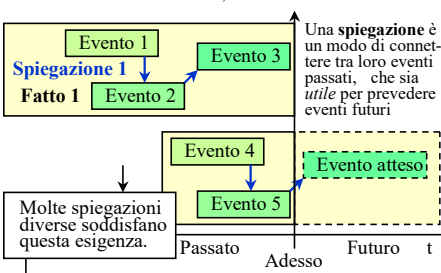 Evento 1
Evento 3
Spiegazione 1
Fatto 1
Evento 2
Una spiegazione è
un modo di connet-
tere tra loro eventi
passati, che sia
utile per prevedere
eventi futuri
Evento 4
Evento atteso
Evento 5
Molte spiegazioni
diverse soddisfano
questa esigenza.
Passato
Adesso
Futuro
t